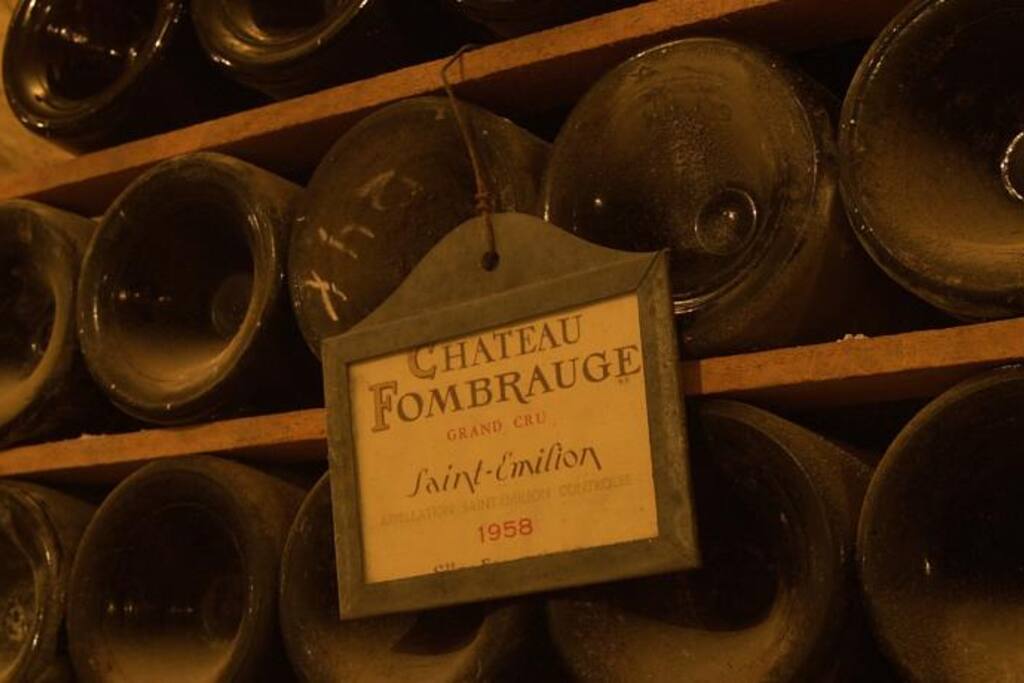 CHATEAU
FOMBRAUGE
GRAND CRU
Saint-Emilion
APPELLATION SAINT-EMILION CONTROLEE
1958